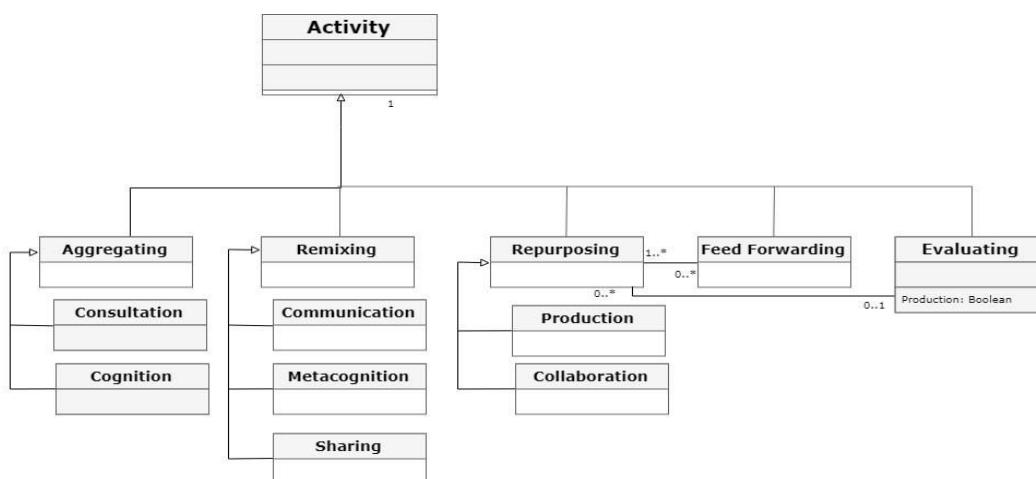 Activity
1
Aggregating
Remixing
Repurposing
Feed Forwarding
Evaluating
1..*
0..*
0..*
0..1
Production: Boolean
Consultation
Communication
Production
Cognition
Metacognition
Collaboration
Sharing